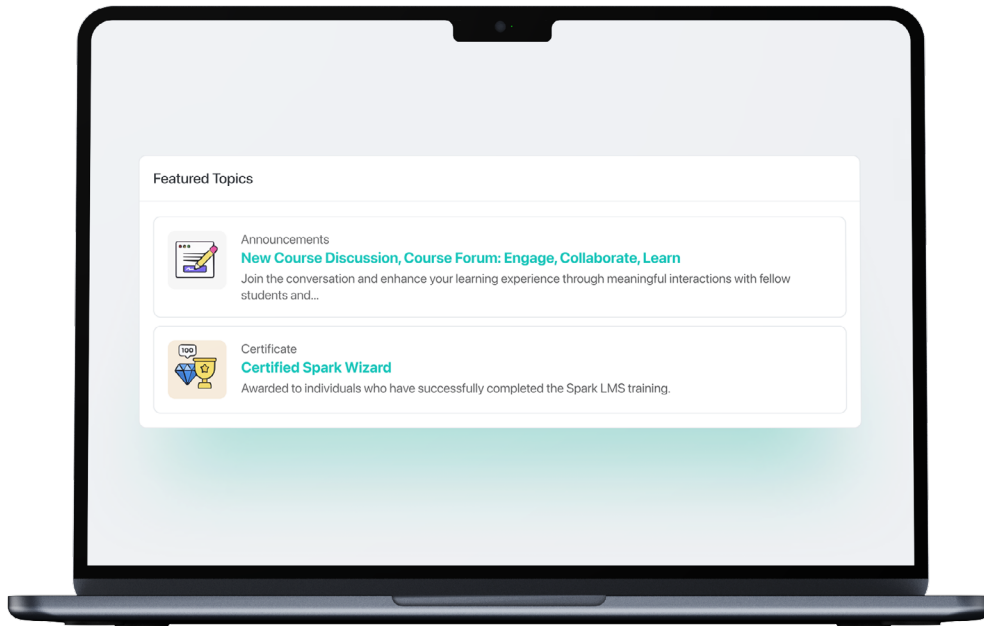 Featured Topics
Announcements
New Course Discussion, Course Forum: Engage, Collaborate, Learn
Join the conversation and enhance your learning experience through meaningful interactions with fellow
students and...
100
Certificate
Certified Spark Wizard
Awarded to individuals who have successfully completed the Spark LMS training.